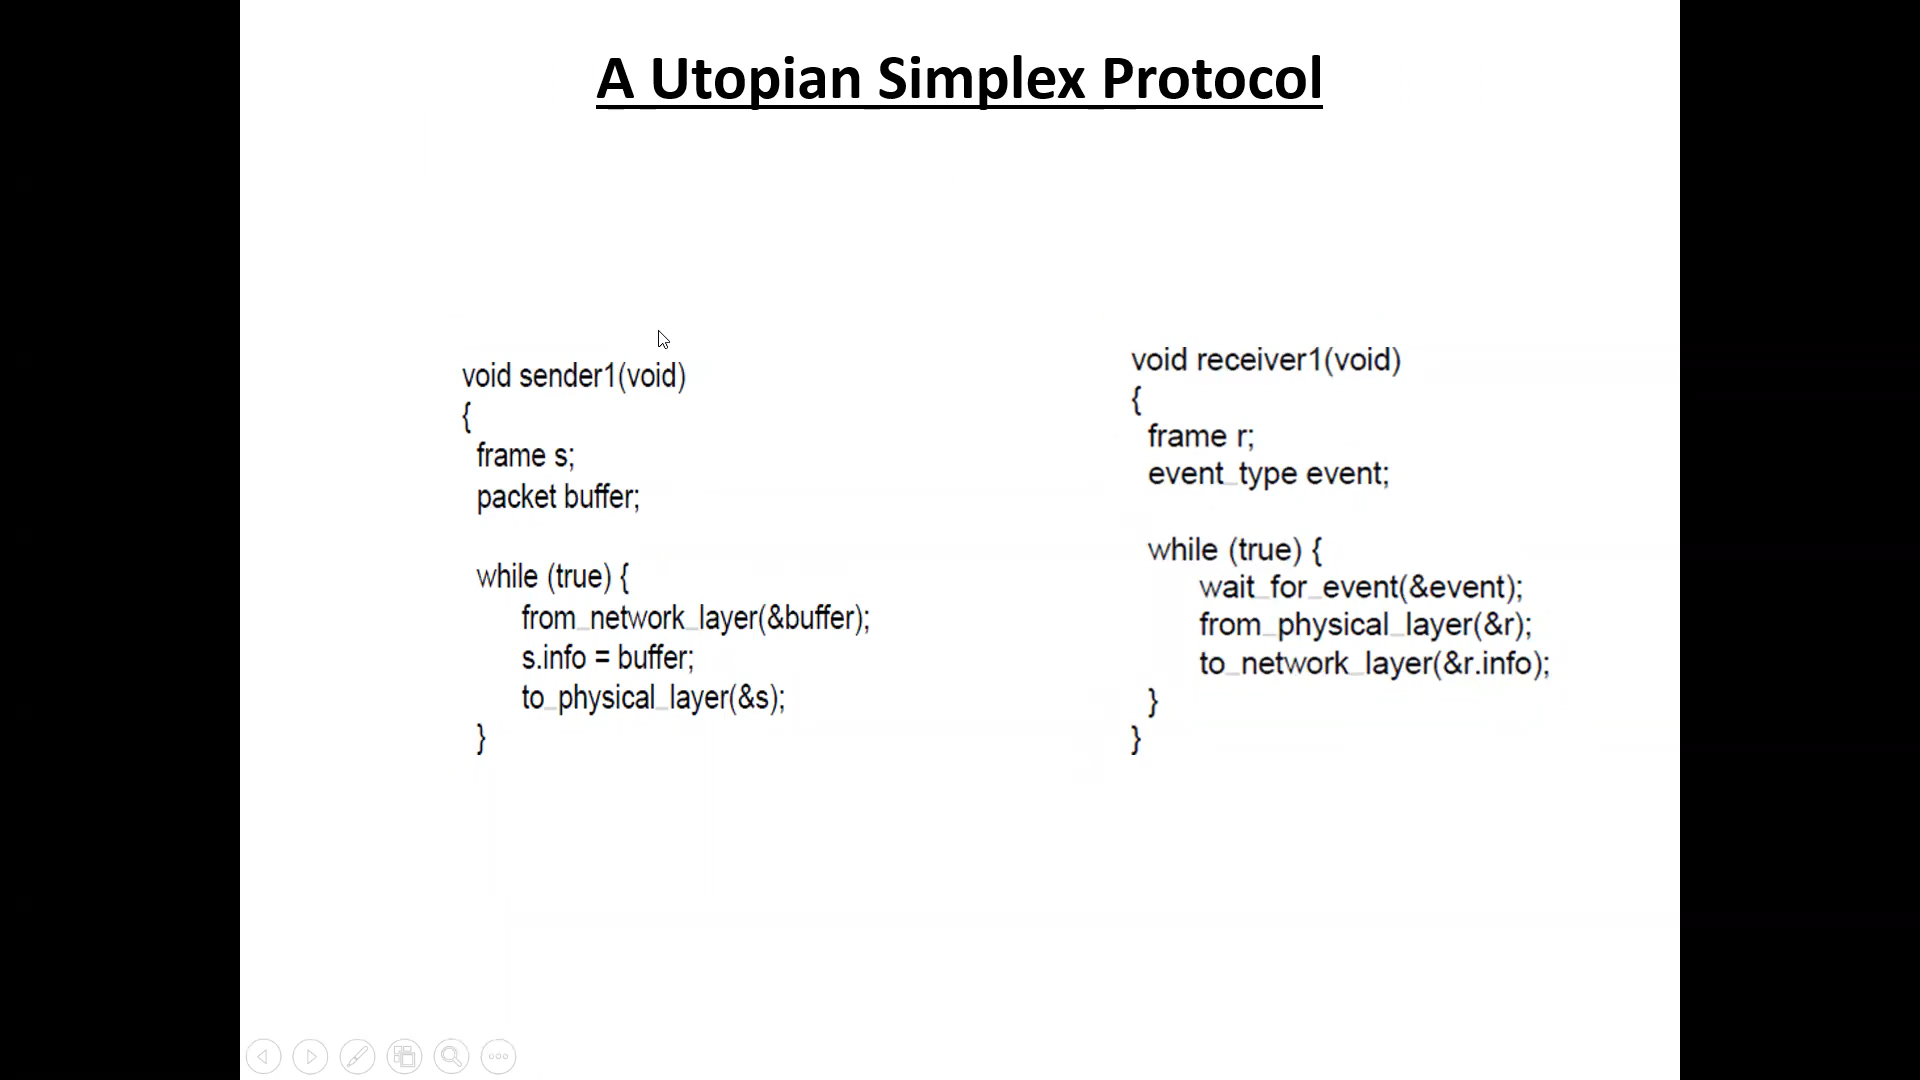 A Utopian Simplex Protocol
void sender1(void)
{
frame s;
packet buffer;
while (true) {
from_network_layer(&buffer);
s.info = buffer;
to_physical_layer(&s);
}
void receiver1(void)
{
frame r;
event_type event;
while (true) {
wait_for_event(&event);
from_physical_layer(&r);
to_network_layer(&r.info);
}
}